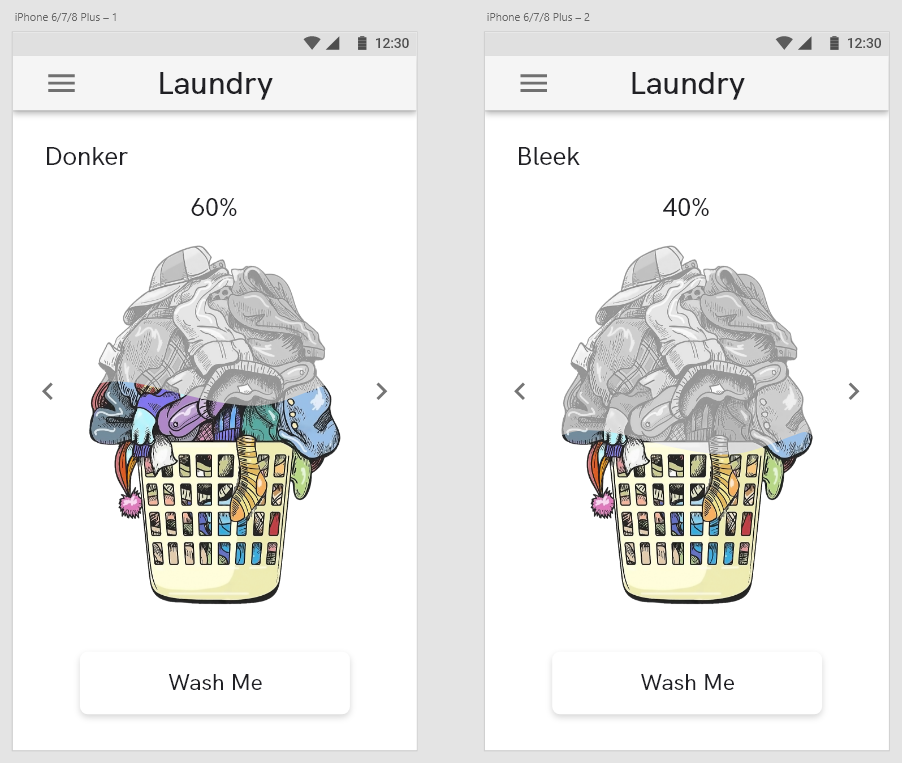 iPhone 6/7/8 Plus – 1
12:30
Laundry
Donker
60%
Wash Me
iPhone 6/7/8 Plus – 2
12:30
Laundry
Bleek
40%
Wash Me